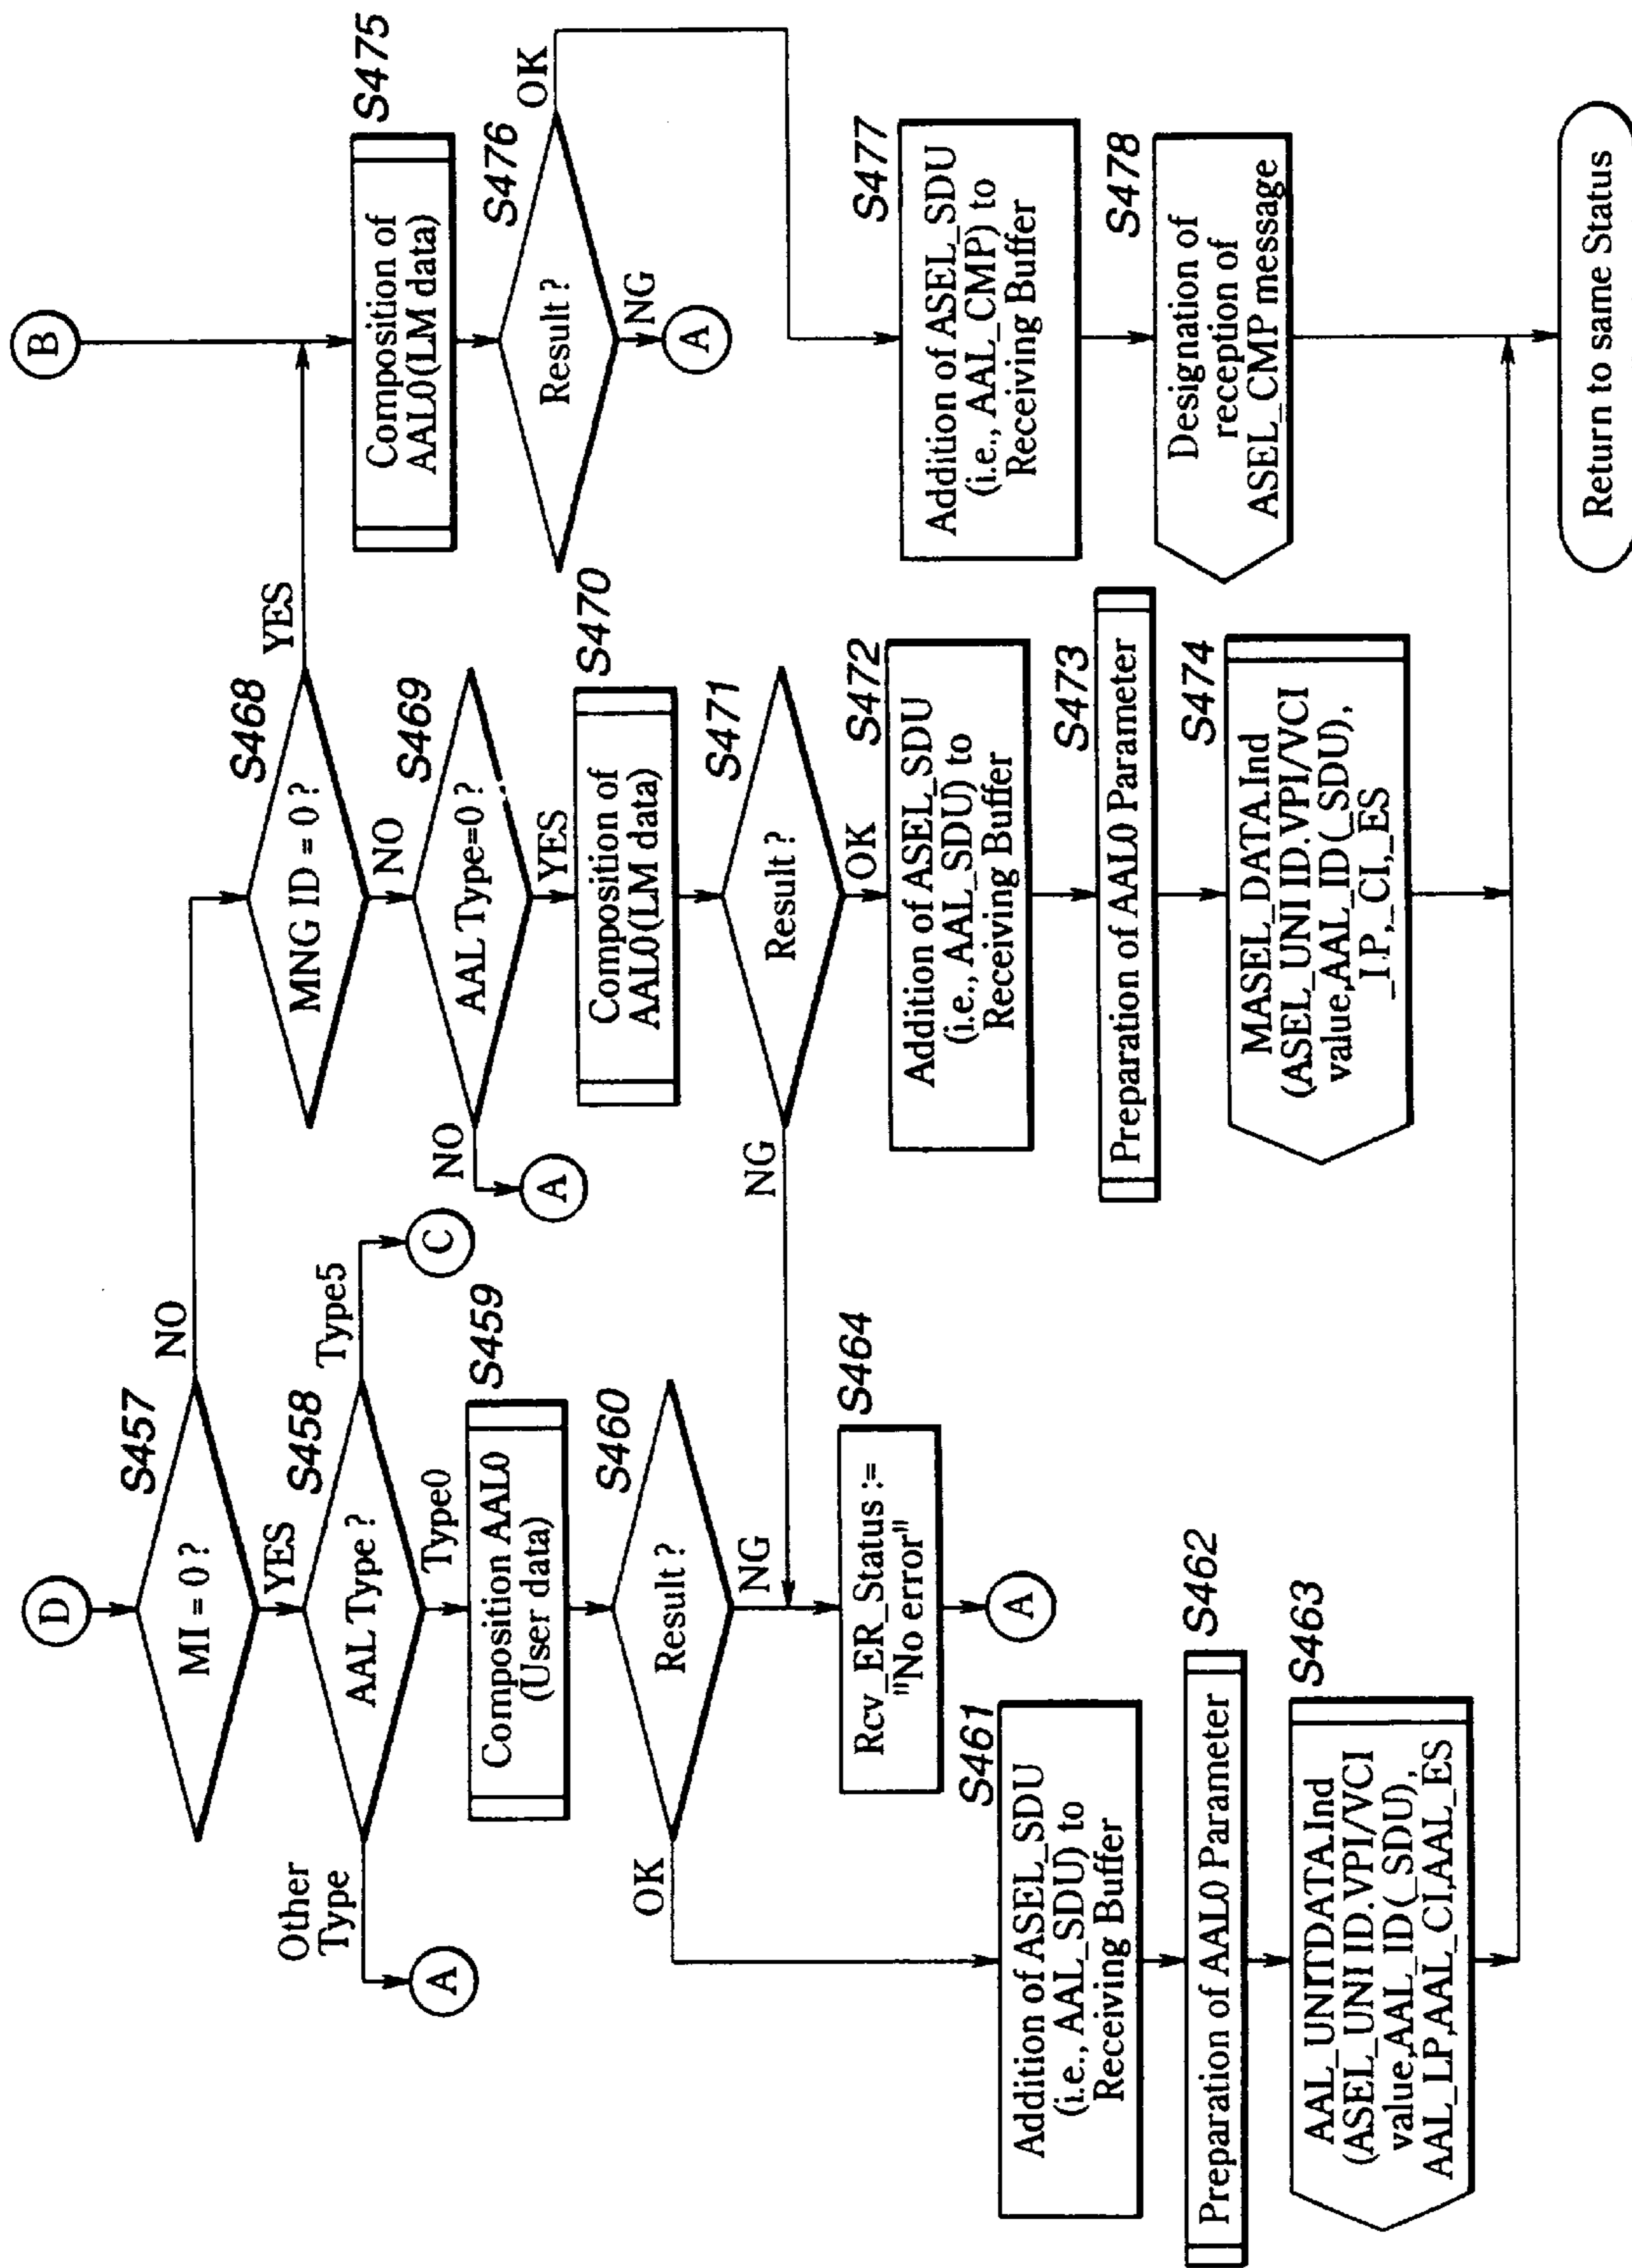 D
S457
MI = 0 ?
NO
YES
S458
AAL Type ?
Type5
C
Other
Type
A
Type0
S459
Composition AAL0
(User data)
S460
Result ?
OK
NG
S464
Rcv_ER_Status :=
"No error"
A
S461
Addition of ASEL_SDU
(i.e., AAL_SDU) to
Receiving Buffer
S462
Preparation of AAL0 Parameter
S463
AAL_UNITDATA.Ind
(ASEL_UNI ID.VPI/VCI
value,AAL_ID(_SDU),
AAL_LP,AAL_CI,AAL_ES
S468
MNG ID = 0 ?
YES
NO
S469
AAL Type=0 ?
NO
A
YES
S470
Composition of
AAL0(LM data)
S471
Result ?
NG
OK
S472
Addition of ASEL_SDU
(i.e., AAL_SDU) to
Receiving Buffer
S473
Preparation of AAL0 Parameter
S474
MASEL_DATA.Ind
(ASEL_UNI ID.VPI/VCI
value,AAL_ID(_SDU),
_LP,_CI,_ES
B
S475
Composition of
AAL0(LM data)
S476
Result ?
OK
NG
A
S477
Addition of ASEL_SDU
(i.e., AAL_CMP) to
Receiving Buffer
S478
Designation of
reception of
ASEL_CMP message
Return to same Status